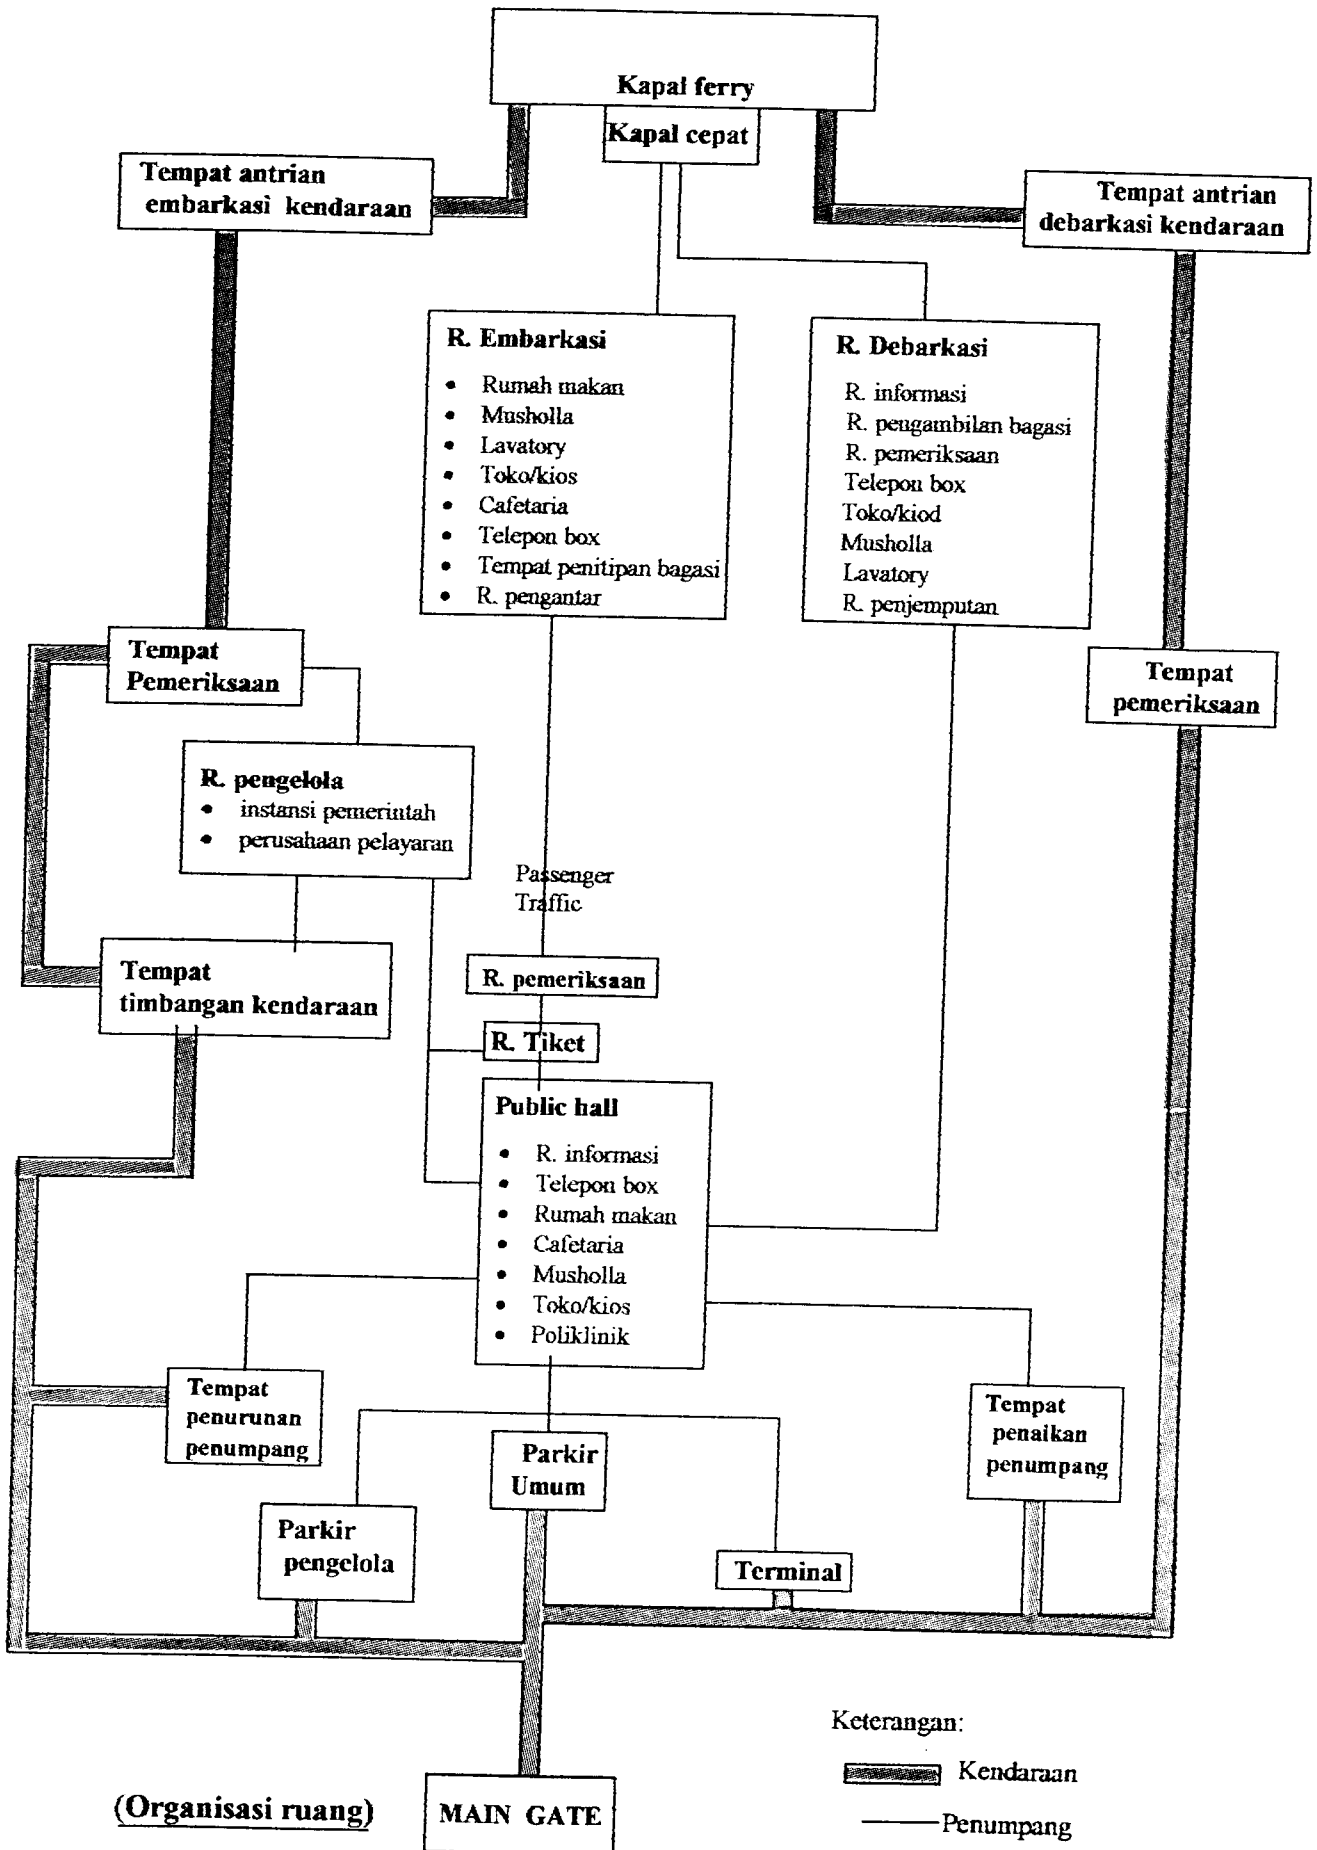 Kapal ferry
Kapal cepat
Tempat antrian
embarkasi kendaraan
Tempat antrian
debarkasi kendaraan
R. Embarkasi
• Rumah makan
• Musholla
• Lavatory
• Toko/kios
• Cafetaria
• Telepon box
• Tempat penitipan bagasi
• R. pengantar
R. Debarkasi
R. informasi
R. pengambilan bagasi
R. pemeriksaan
Telepon box
Toko/kiod
Musholla
Lavatory
R. penjemputan
Tempat
Pemeriksaan
Tempat
pemeriksaan
R. pengelola
• instansi pemerintah
• perusahaan pelayaran
Passenger
Traffic
Tempat
timbangan kendaraan
R. pemeriksaan
R. Tiket
Public hall
• R. informasi
• Telepon box
• Rumah makan
• Cafetaria
• Musholla
• Toko/kios
• Poliklinik
Tempat
penurunan
penumpang
Tempat
penaikan
penumpang
Parkir
Umum
Parkir
pengelola
Terminal
Keterangan:
Kendaraan
Penumpang
(Organisasi ruang)
MAIN GATE